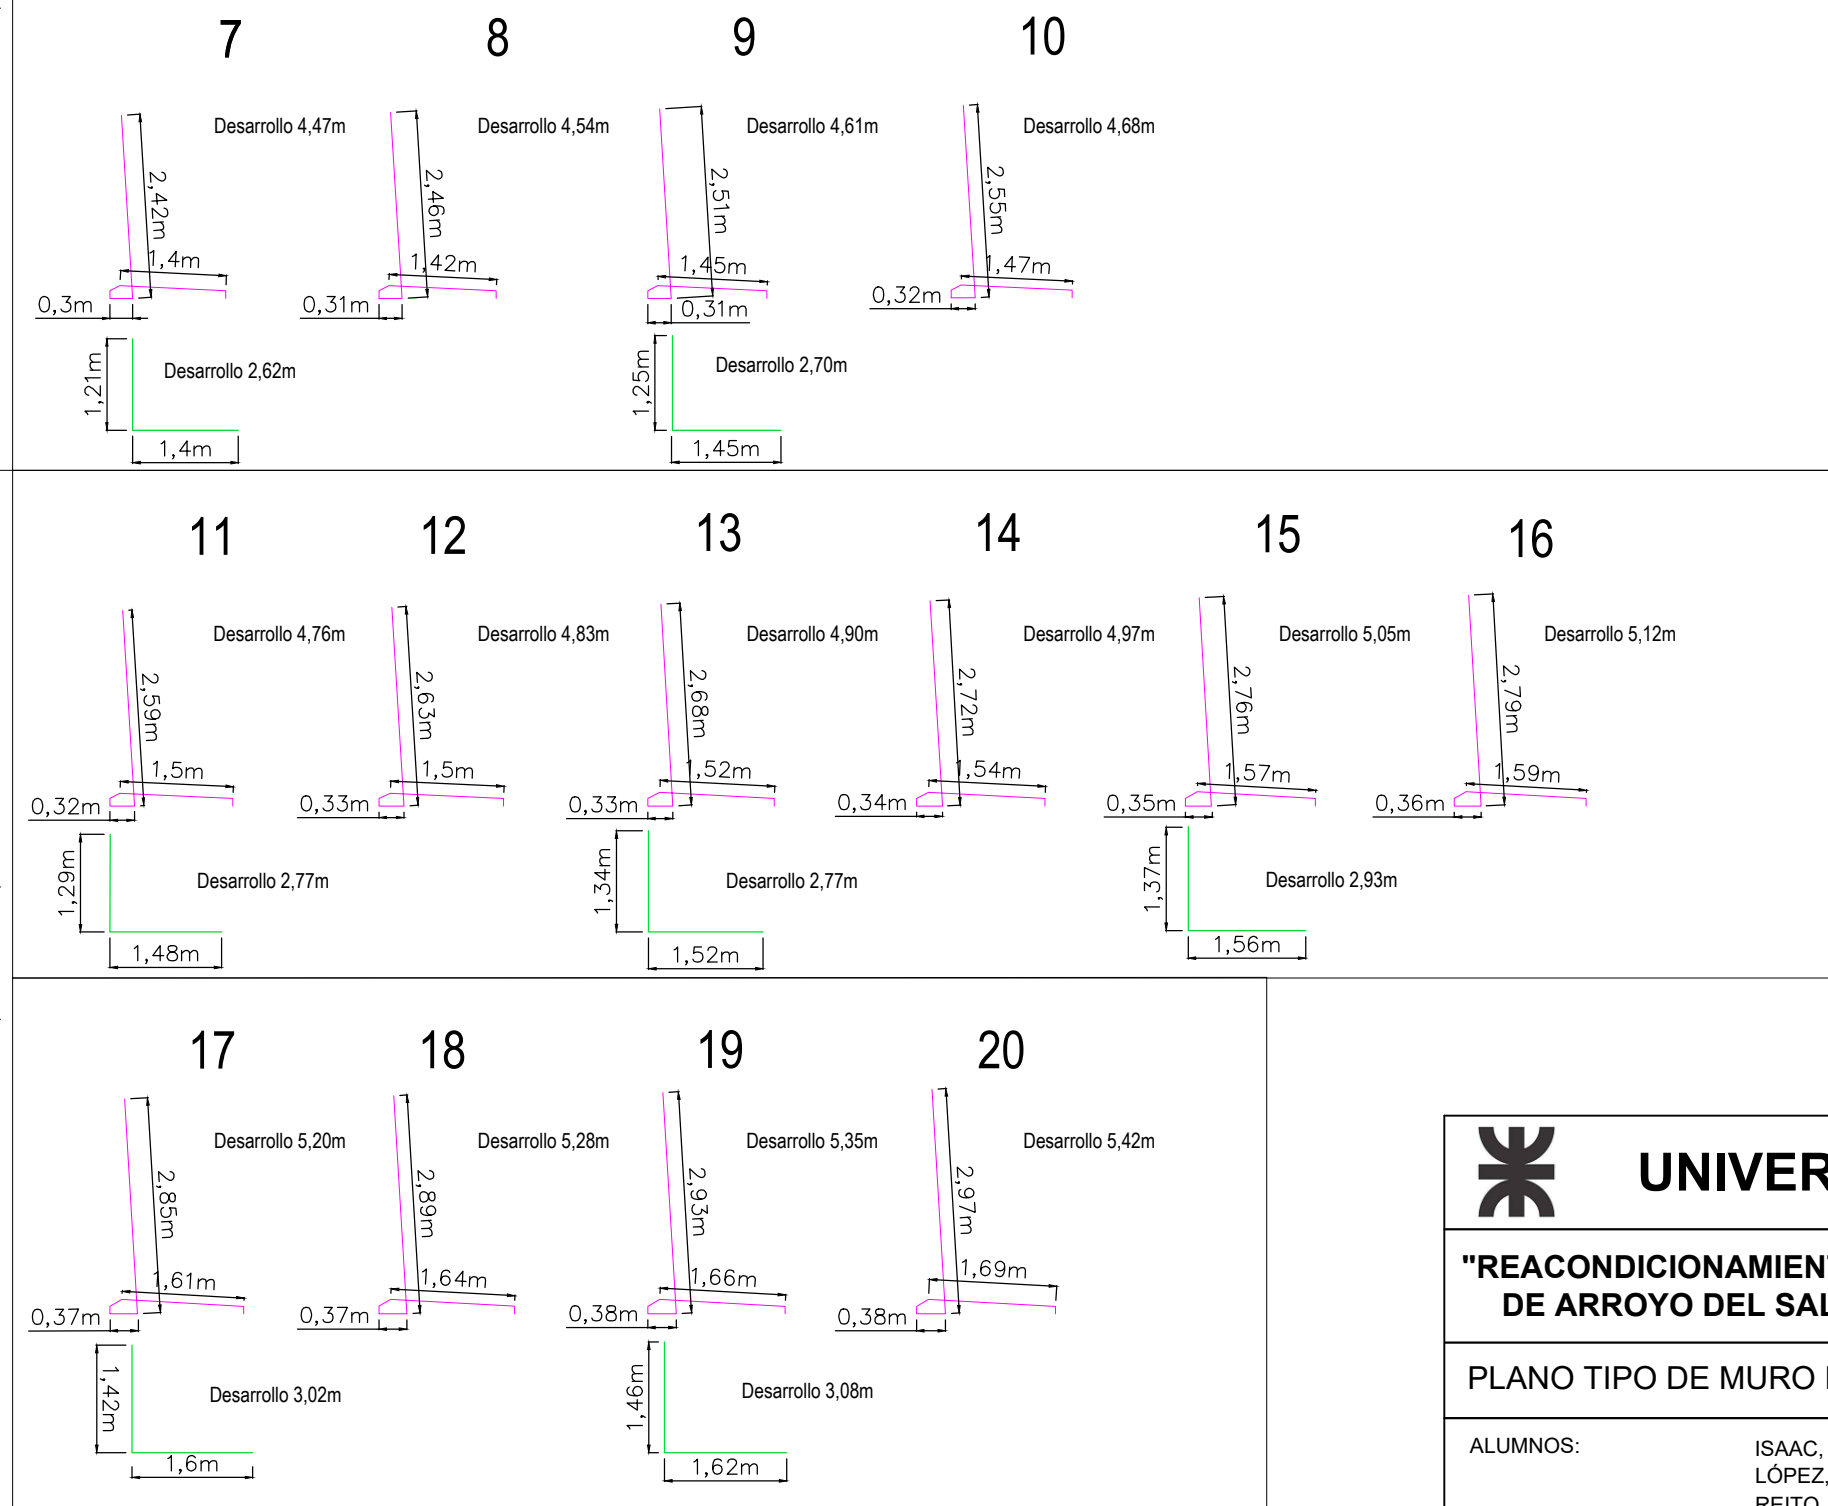 7
8
9
10
Desarrollo 4,47m
Desarrollo 4,54m
Desarrollo 4,61m
Desarrollo 4,68m
2,42m
2,46m
2,51m
2,55m
1,4m
1,42m
1,45m
1,47m
0,3m
0,31m
0,31m
0,32m
1,21m
Desarrollo 2,62m
1,4m
1,25m
Desarrollo 2,70m
1,45m
11
12
13
14
15
16
Desarrollo 4,76m
Desarrollo 4,83m
Desarrollo 4,90m
Desarrollo 4,97m
Desarrollo 5,05m
Desarrollo 5,12m
2,59m
2,63m
2,68m
2,72m
2,76m
2,79m
1,5m
1,5m
1,52m
1,54m
1,57m
1,59m
0,32m
0,33m
0,33m
0,34m
0,35m
0,36m
1,29m
Desarrollo 2,77m
1,48m
1,34m
Desarrollo 2,77m
1,52m
1,37m
Desarrollo 2,93m
1,56m
17
18
19
20
Desarrollo 5,20m
Desarrollo 5,28m
Desarrollo 5,35m
Desarrollo 5,42m
2,85m
2,89m
2,93m
2,97m
1,61m
1,64m
1,66m
1,69m
0,37m
0,37m
0,38m
0,38m
1,42m
Desarrollo 3,02m
1,6m
1,46m
Desarrollo 3,08m
1,62m
UNIVER
"REACONDICIONAMIEN
DE ARROYO DEL SAL
PLANO TIPO DE MURO
ALUMNOS:
ISAAC,
LÓPEZ,